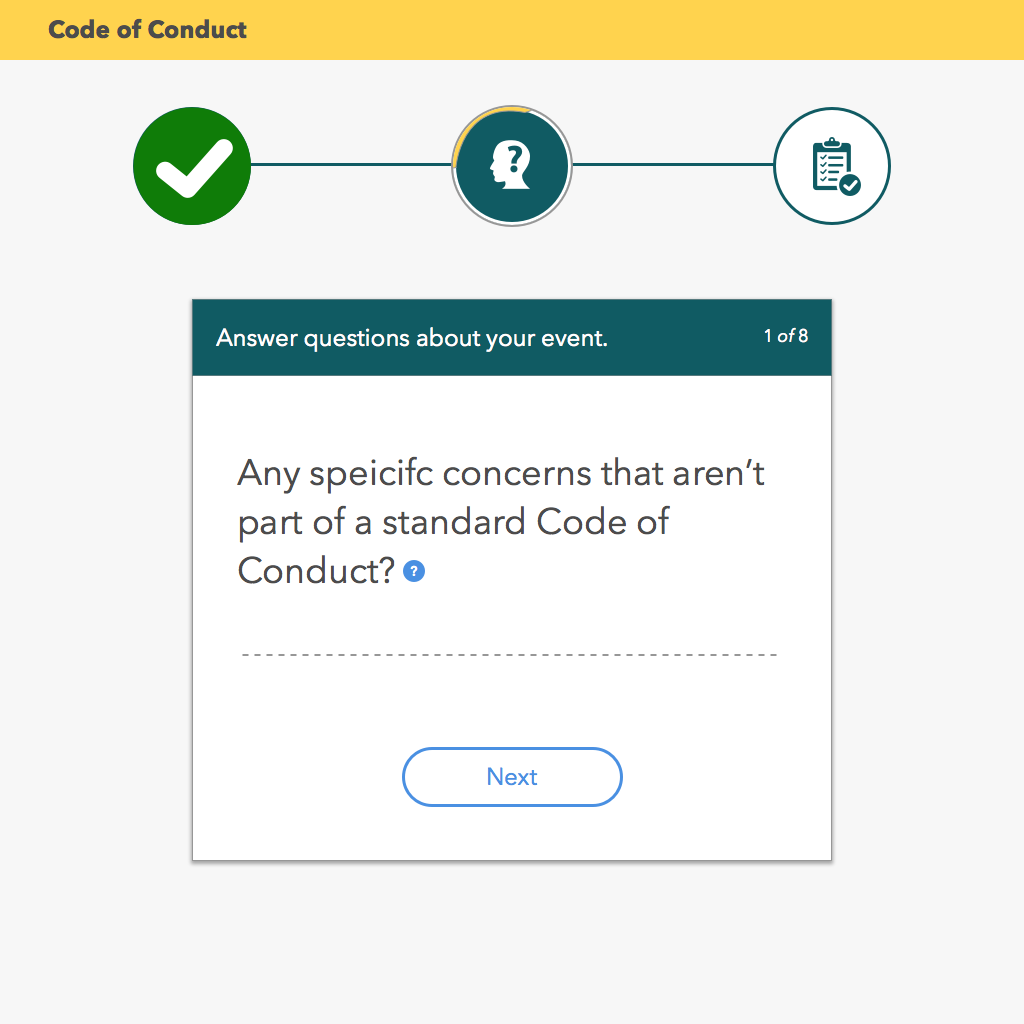 Code of Conduct
?
Answer questions about your event.
1 of 8
Any speicifc concerns that aren’t
part of a standard Code of
Conduct? ?
Next